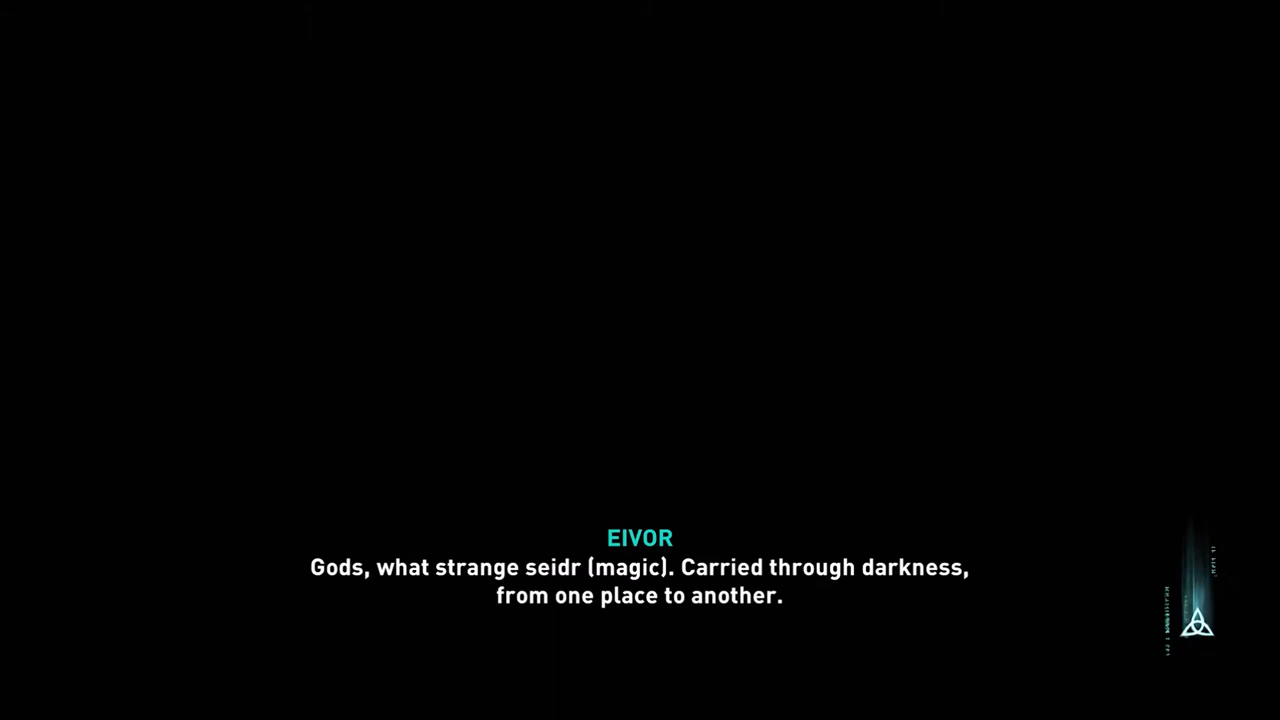 EIVOR
Gods, what strange seidr (magic). Carried through darkness,
from one place to another.